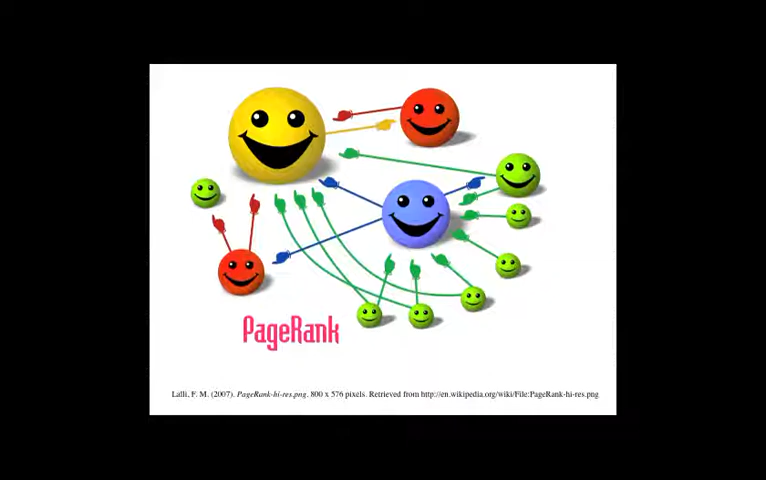 PageRank
Lalli, F. M. (2007). PageRank-hi-res.png. 800 x 576 pixels. Retrieved from http://en.wikipedia.org/wiki/File:PageRank-hi-res.png